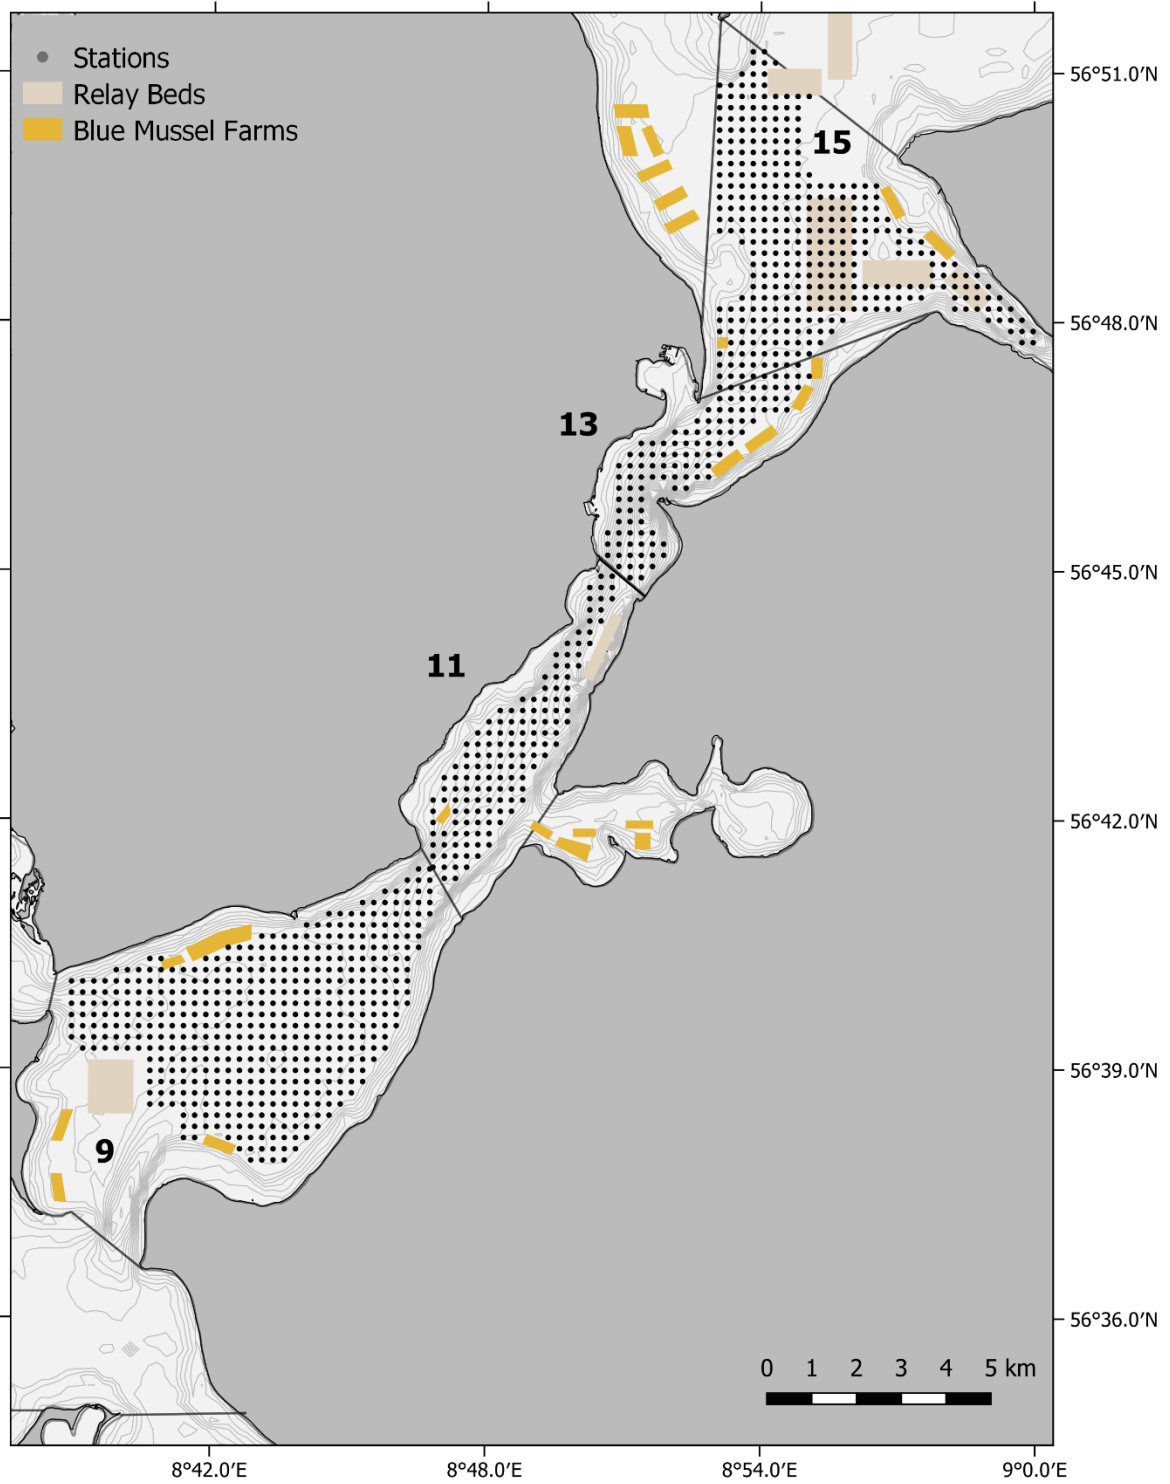 Stations
Relay Beds
Blue Mussel Farms
56°51.0′N
15
56°48.0′N
13
56°45.0′N
11
56°42.0′N
56°39.0′N
9
56°36.0′N
0 1 2 3 4 5 km
8°42.0′E 8°48.0′E 8°54.0′E 9°0.0′E